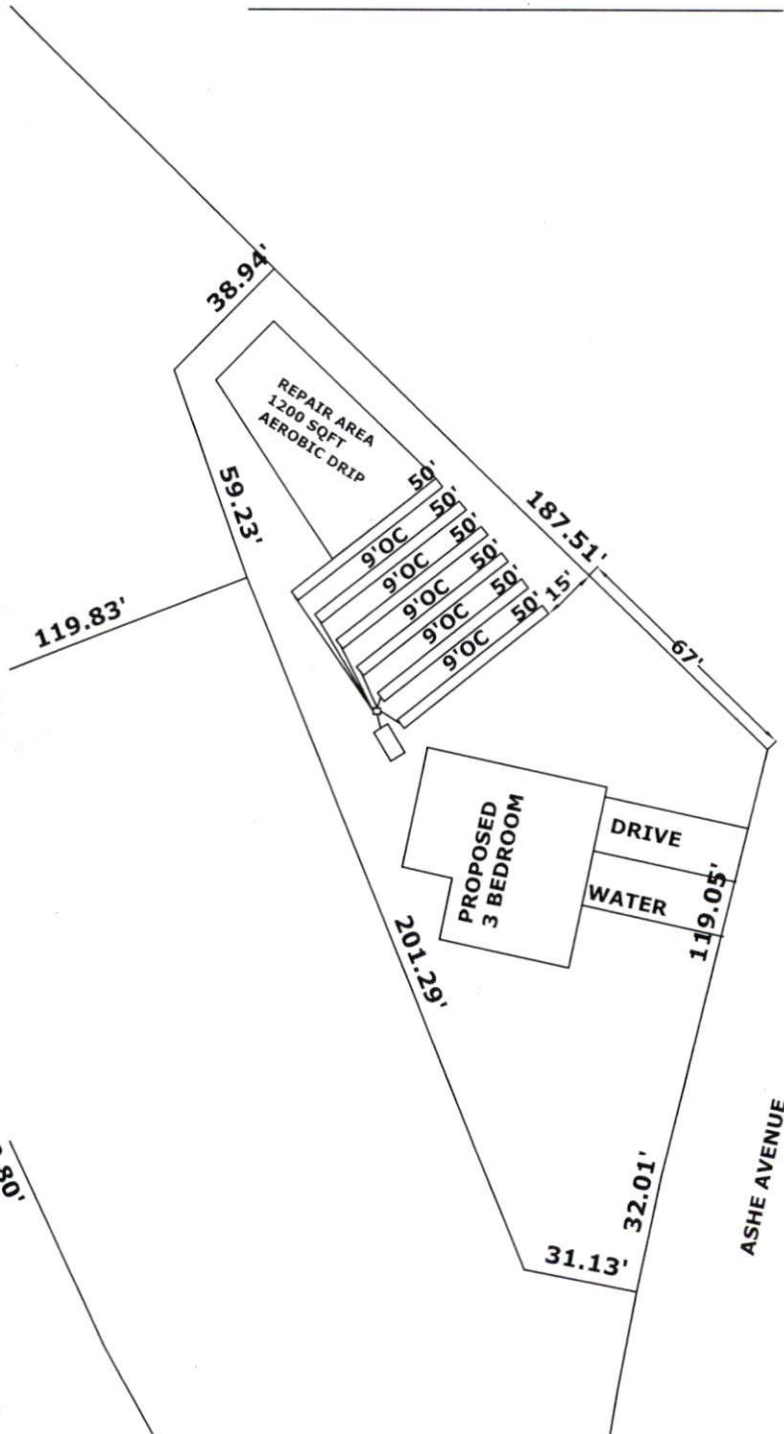 38.94'
REPAIR AREA
1200 SQFT
AEROBIC DRIP
59.23'
50'
50'
50'
50'
50'
50'
9'OC
9'OC
9'OC
9'OC
9'OC
187.51'
15'
67'
119.83'
PROPOSED
3 BEDROOM
DRIVE
WATER
119.05'
201.29'
.80'
32.01'
31.13'
ASHE AVENUE